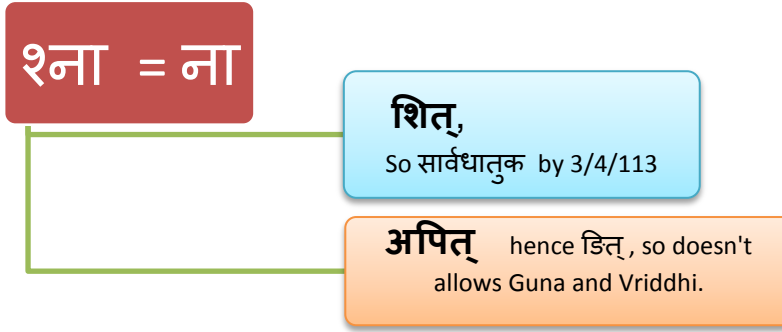 श्ना = ना
शित्,
So सार्वधातुक by 3/4/113
अपित् hence ङित् , so doesn't
allows Guna and Vriddhi.